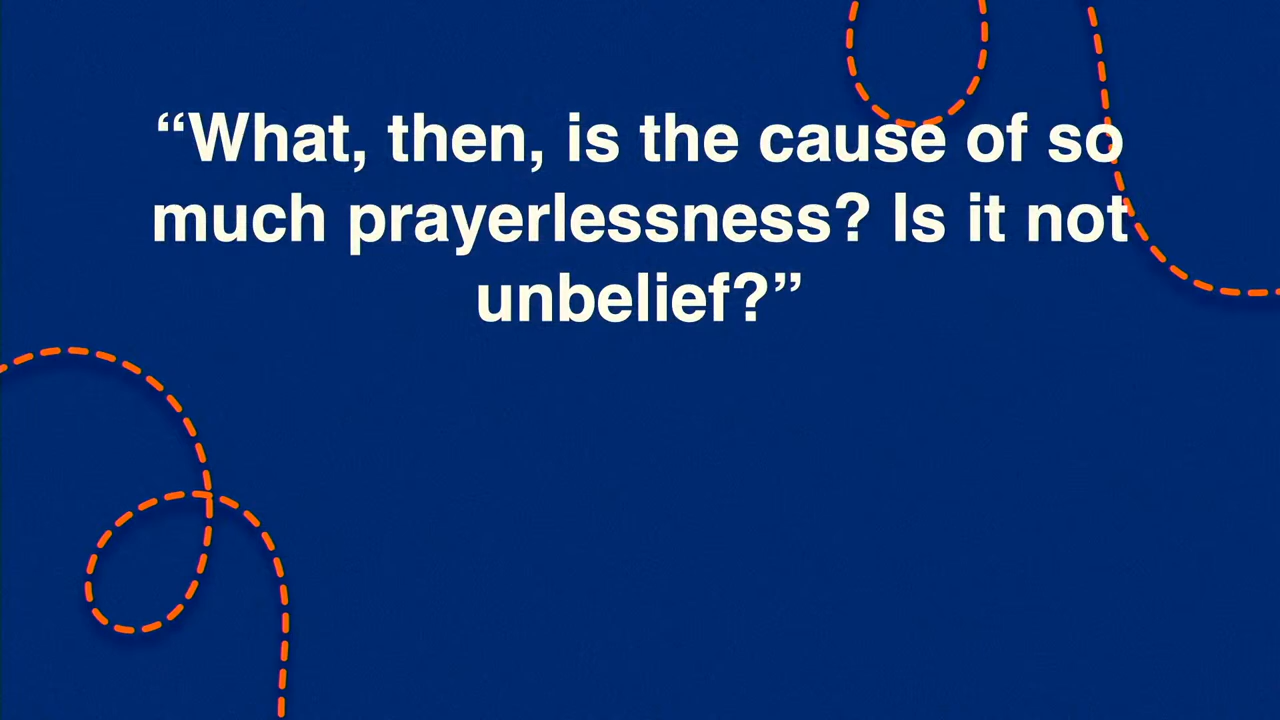 “What, then, is the cause of so
much prayerlessness? Is it not
unbelief?”